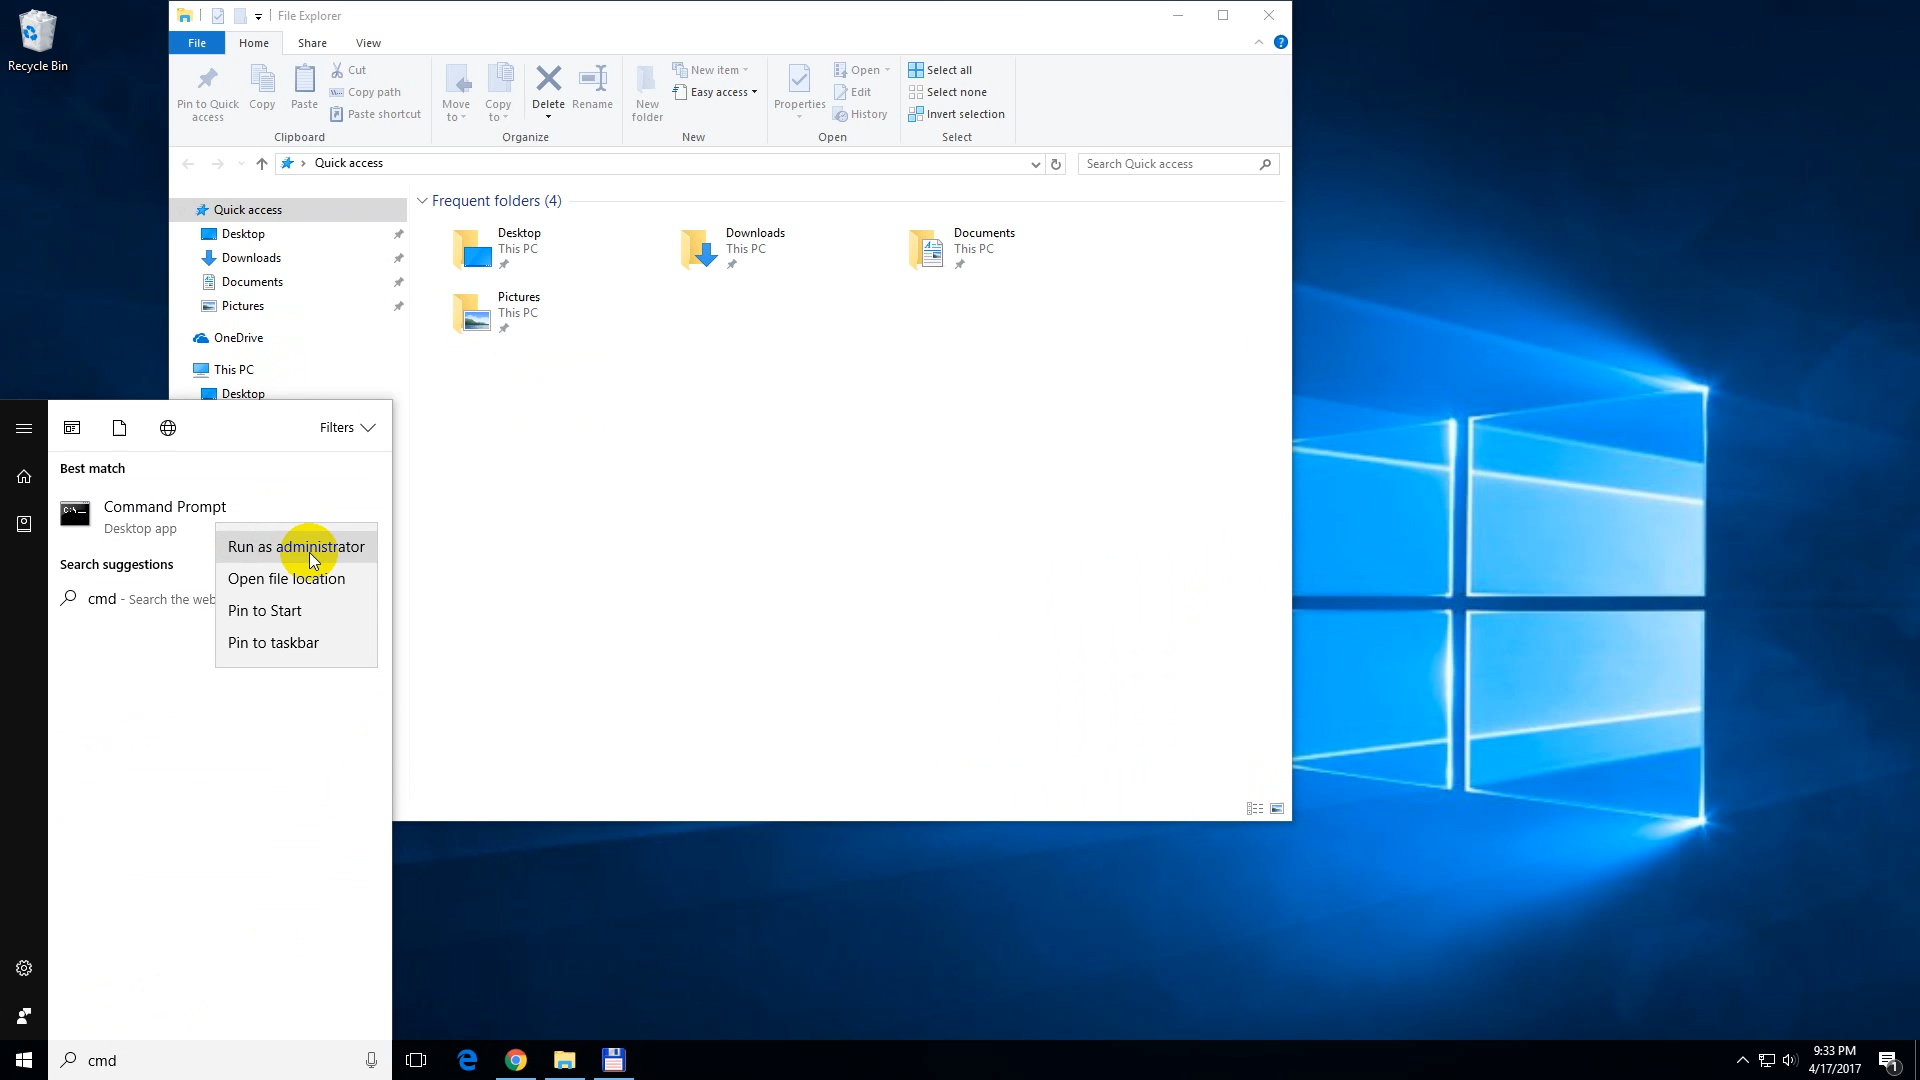 Recycle Bin
File Explorer
File
Home
Share
View
Pin to Quick
access
Copy
Paste
Cut
Copy path
Paste shortcut
Clipboard
Move
to
Copy
to
Delete
Rename
Organize
New
folder
New item
Easy access
New
Properties
Open
Edit
History
Open
Select all
Select none
Invert selection
Select
Quick access
Search Quick access
Quick access
Desktop
Downloads
Documents
Pictures
OneDrive
This PC
Desktop
Frequent folders (4)
Desktop
This PC
Downloads
This PC
Documents
This PC
Pictures
This PC
Filters
Best match
C:\_
Command Prompt
Desktop app
Search suggestions
cmd - Search the web
Run as administrator
Open file location
Pin to Start
Pin to taskbar
cmd
9:33 PM
4/17/2017
1